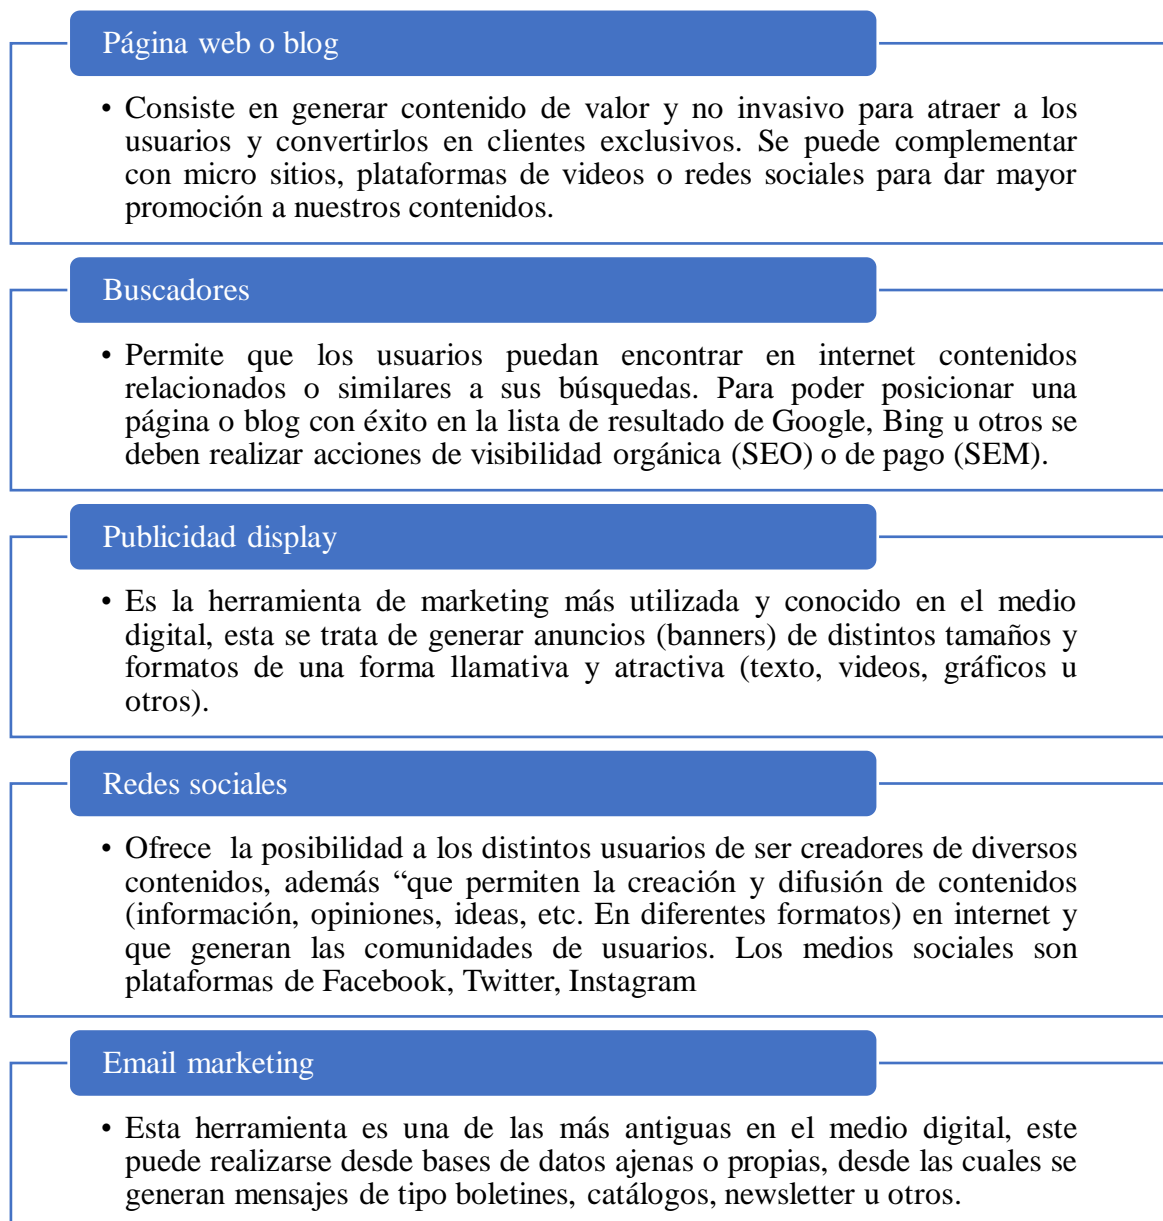 Página web o blog
• Consiste en generar contenido de valor y no invasivo para atraer a los
usuarios y convertirlos en clientes exclusivos. Se puede complementar
con micro sitios, plataformas de videos o redes sociales para dar mayor
promoción a nuestros contenidos.
Buscadores
• Permite que los usuarios puedan encontrar en internet contenidos
relacionados o similares a sus búsquedas. Para poder posicionar una
página o blog con éxito en la lista de resultado de Google, Bing u otros se
deben realizar acciones de visibilidad orgánica (SEO) o de pago (SEM).
Publicidad display
• Es la herramienta de marketing más utilizada y conocido en el medio
digital, esta se trata de generar anuncios (banners) de distintos tamaños y
formatos de una forma llamativa y atractiva (texto, videos, gráficos u
otros).
Redes sociales
• Ofrece la posibilidad a los distintos usuarios de ser creadores de diversos
contenidos, además “que permiten la creación y difusión de contenidos
(información, opiniones, ideas, etc. En diferentes formatos) en internet y
que generan las comunidades de usuarios. Los medios sociales son
plataformas de Facebook, Twitter, Instagram
Email marketing
• Esta herramienta es una de las más antiguas en el medio digital, este
puede realizarse desde bases de datos ajenas o propias, desde las cuales se
generan mensajes de tipo boletines, catálogos, newsletter u otros.